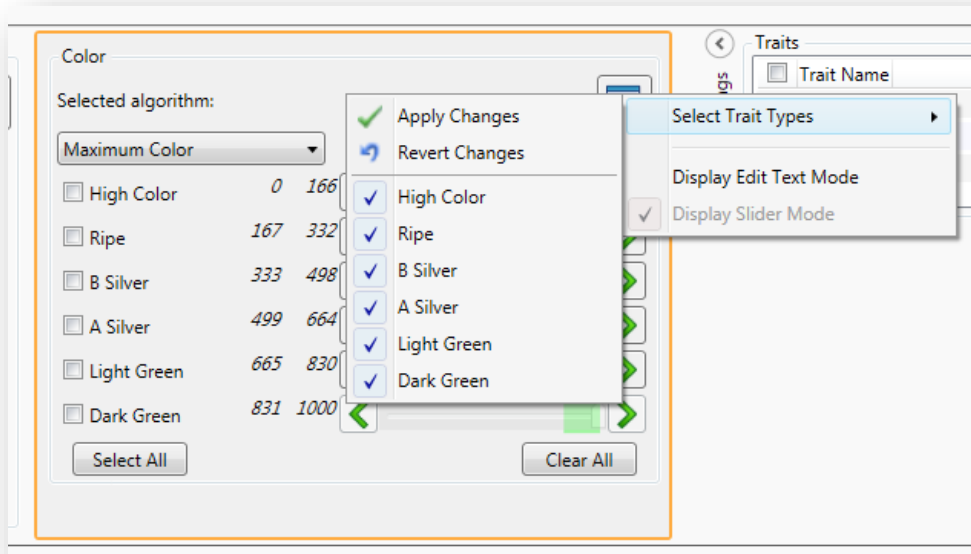 Color
Selected algorithm:
Maximum Color
High Color 0 166
Ripe 167 332
B Silver 333 498
A Silver 499 664
Light Green 665 830
Dark Green 831 1000
Select All
Clear All
Apply Changes
Revert Changes
High Color
Ripe
B Silver
A Silver
Light Green
Dark Green
Traits
Trait Name
Select Trait Types
Display Edit Text Mode
Display Slider Mode